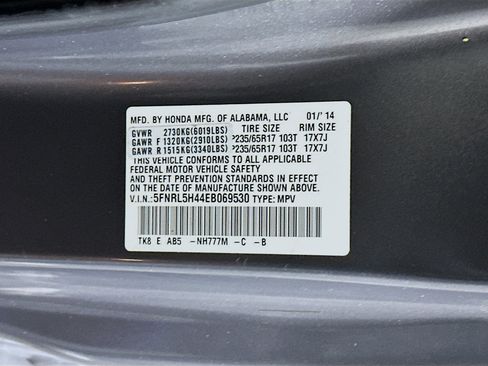 MFD. BY HONDA MFG. OF ALABAMA, LLC 01/'14
GVWR 2730KG(6019LBS) TIRE SIZE RIM SIZE
GAWR F 1320KG(2910LBS) P235/65R17 103T 17X7J
GAWR R 1515KG(3340LBS) P235/65R17 103T 17X7J
THIS VEHICLE CONFORMS TO ALL APPLICABLE
FEDERAL MOTOR VEHICLE SAFETY, BUMPER,
AND THEFT PREVENTION STANDARDS IN EFFECT
ON THE DATE OF MANUFACTURE SHOWN ABOVE.
V.I.N.: 5FNRL5H44EB069530 TYPE: MPV
TK8 E AB5 -NH777M -C -B